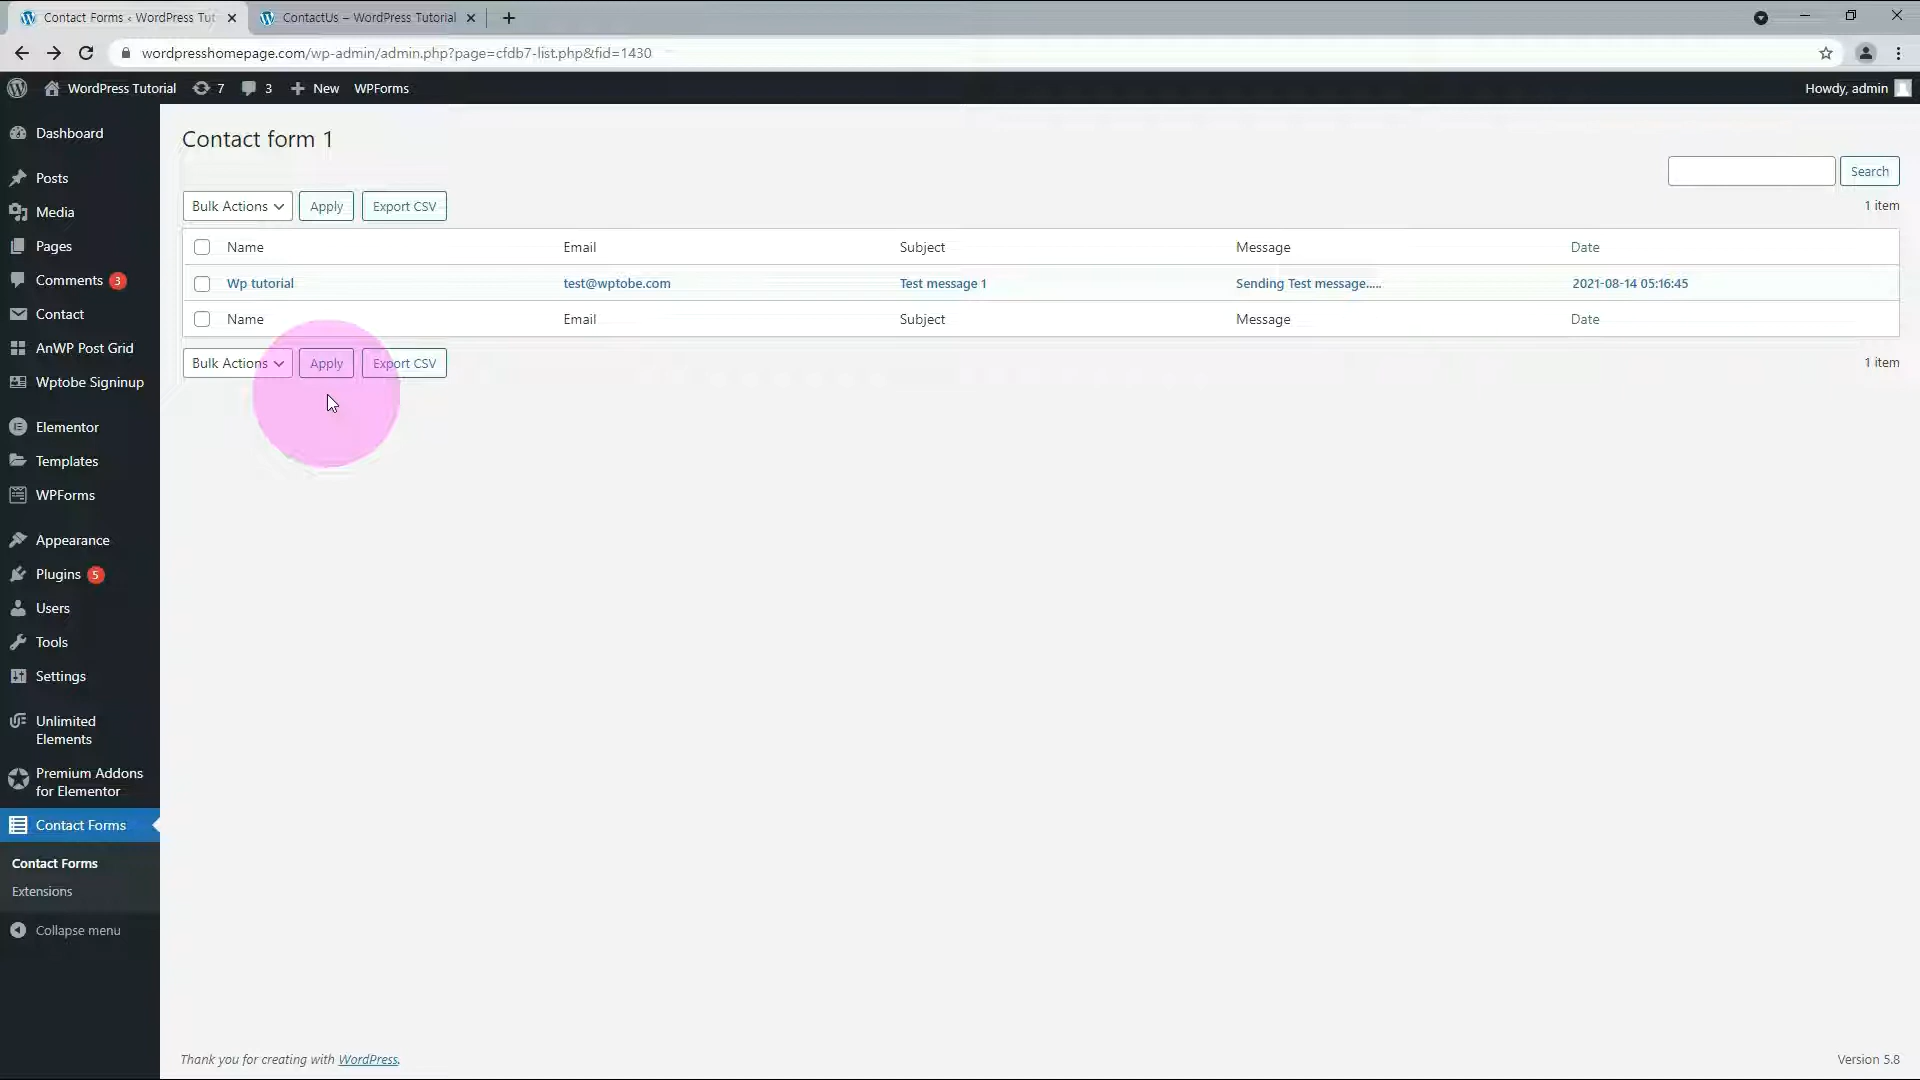 Contact Forms ‹ WordPress Tut
ContactUs – WordPress Tutorial
wordpresshomepage.com/wp-admin/admin.php?page=cfdb7-list.php&fid=1430
WordPress Tutorial
7
3
New
WPForms
Howdy, admin
Dashboard
Posts
Media
Pages
Comments 3
Contact
AnWP Post Grid
Wptobe Signinup
Elementor
Templates
WPForms
Appearance
Plugins 5
Users
Tools
Settings
Unlimited
Elements
Premium Addons
for Elementor
Contact Forms
Contact Forms
Extensions
Collapse menu
Contact form 1
Search
Bulk Actions
Apply
Export CSV
1 item
Name Email Subject Message Date
Wp tutorial test@wptobe.com Test message 1 Sending Test message..... 2021-08-14 05:16:45
Name Email Subject Message Date
Bulk Actions
Apply
Export CSV
1 item
Thank you for creating with WordPress.
Version 5.8